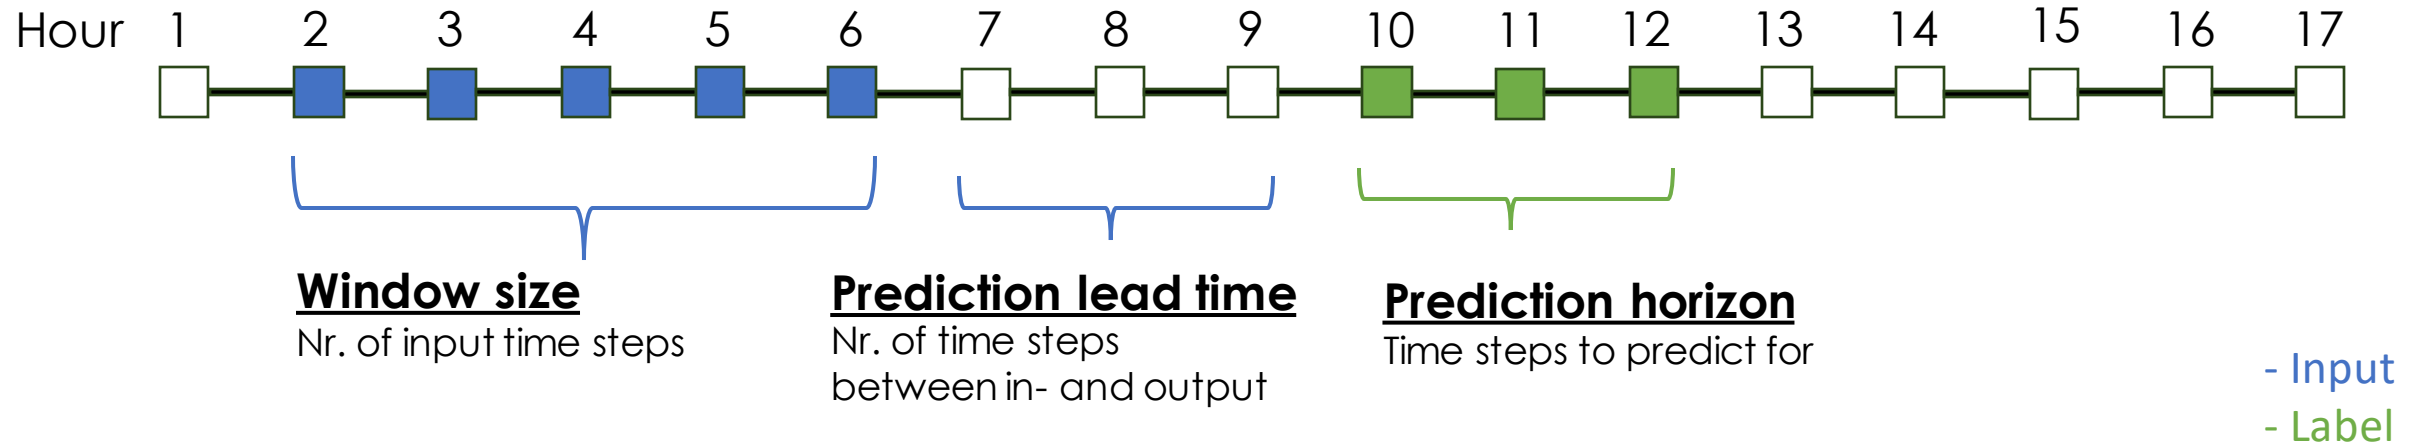 Hour 1 2 3 4 5 6 7 8 9 10 11 12 13 14 15 16 17
Window size
Nr. of input time steps
Prediction lead time
Nr. of time steps
between in- and output
Prediction horizon
Time steps to predict for
- Input
- Label